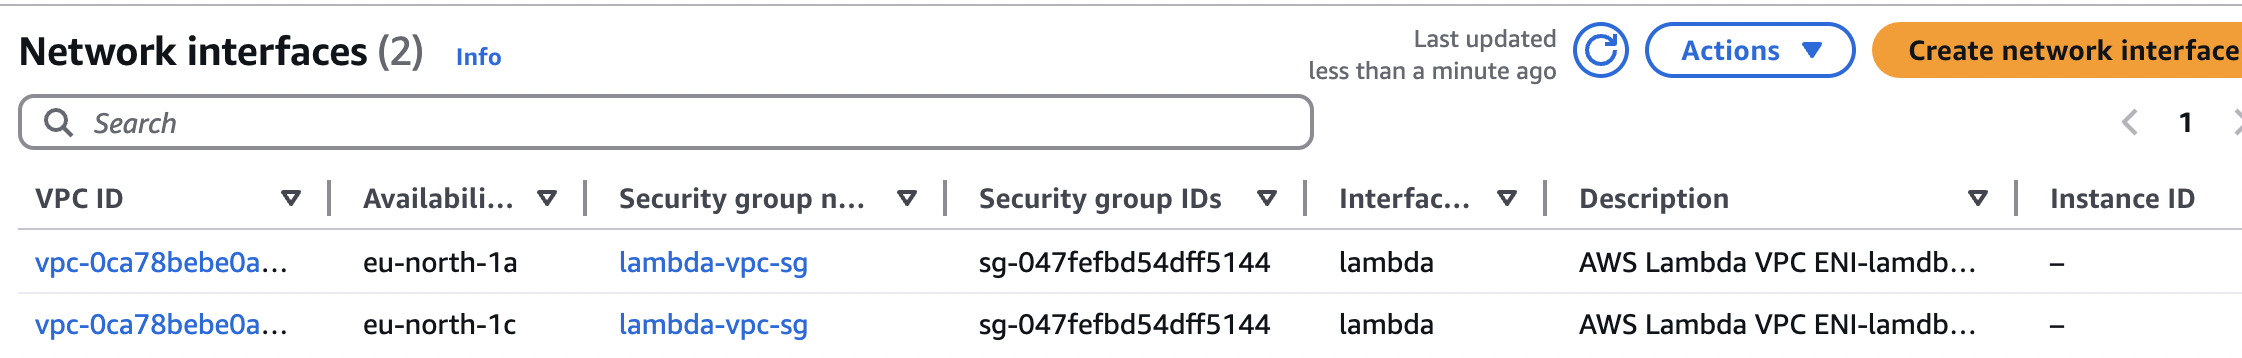 Network interfaces (2) Info
Last updated
less than a minute ago
Actions
Create network interface
Search
1
VPC ID Availabili... Security group n... Security group IDs Interfac... Description Instance ID
vpc-0ca78bebe0a... eu-north-1a lambda-vpc-sg sg-047fefbd54dff5144 lambda AWS Lambda VPC ENI-lamdb... –
vpc-0ca78bebe0a... eu-north-1c lambda-vpc-sg sg-047fefbd54dff5144 lambda AWS Lambda VPC ENI-lamdb... –